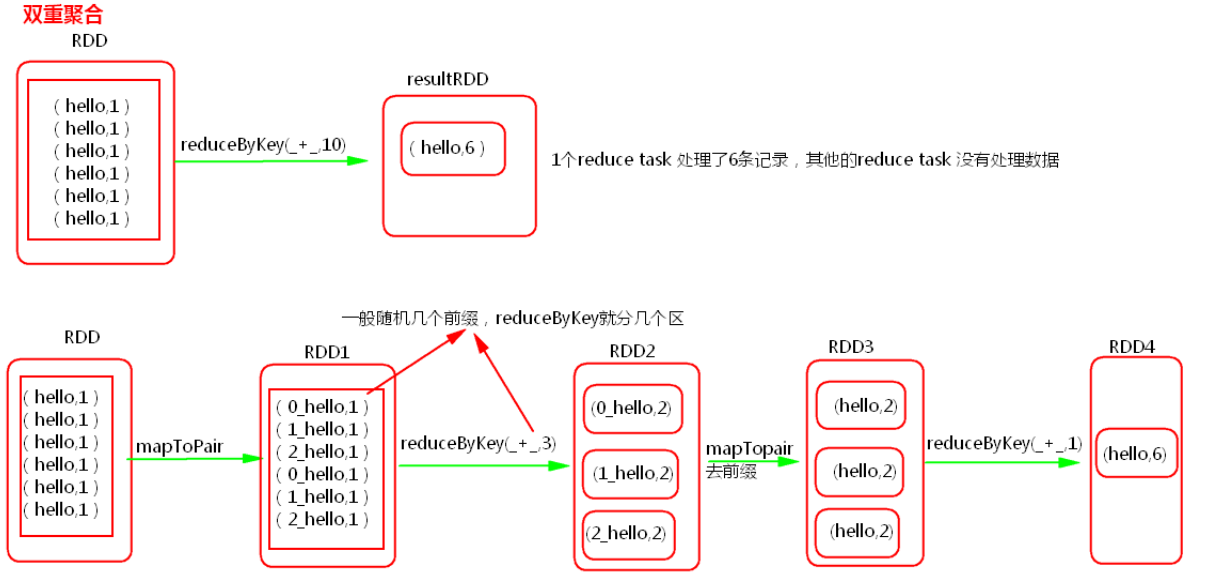 双重聚合
RDD
( hello,1 )
( hello,1 )
( hello,1 )
( hello,1 )
( hello,1 )
( hello,1 )
reduceByKey(_+_,10)
resultRDD
( hello,6 )
1个reduce task 处理了6条记录，其他的reduce task 没有处理数据
一般随机几个前缀，reduceByKey就分几个区
RDD
( hello,1 )
( hello,1 )
( hello,1 )
( hello,1 )
( hello,1 )
( hello,1 )
mapToPair
RDD1
( 0_hello,1 )
( 1_hello,1 )
( 2_hello,1 )
( 0_hello,1 )
( 1_hello,1 )
( 2_hello,1 )
reduceByKey(_+_,3)
RDD2
(0_hello,2)
(1_hello,2)
(2_hello,2)
mapTopair
去前缀
RDD3
(hello,2)
(hello,2)
(hello,2)
reduceByKey(_+_,1)
RDD4
(hello,6)